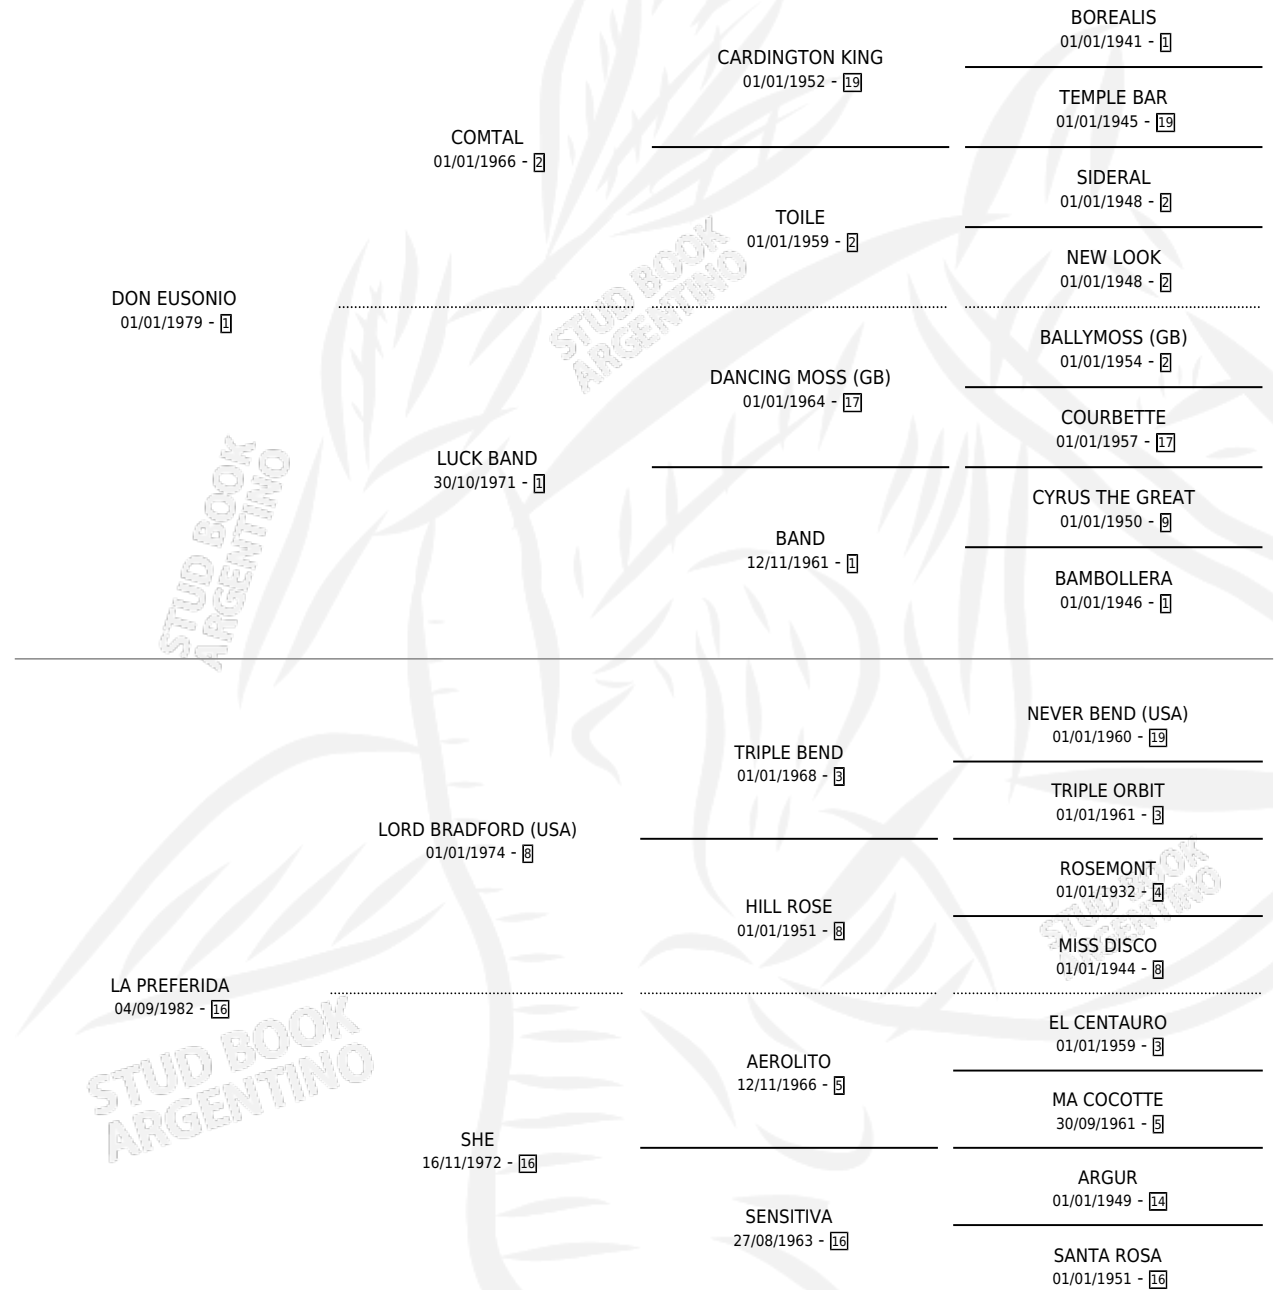 BOREALIS
01/01/1941 - 1
CARDINGTON KING
01/01/1952 - 19
TEMPLE BAR
01/01/1945 - 19
COMTAL
01/01/1966 - 2
SIDERAL
01/01/1948 - 2
TOILE
01/01/1959 - 2
NEW LOOK
01/01/1948 - 2
DON EUSONIO
01/01/1979 - 1
BALLYMOSS (GB)
01/01/1954 - 2
DANCING MOSS (GB)
01/01/1964 - 17
COURBETTE
01/01/1957 - 17
LUCK BAND
30/10/1971 - 1
CYRUS THE GREAT
01/01/1950 - 9
BAND
12/11/1961 - 1
BAMBOLLERA
01/01/1946 - 1
STUD BOOK
ARGENTINO
STUD BOOK
ARGENTINO
NEVER BEND (USA)
01/01/1960 - 19
TRIPLE BEND
01/01/1968 - 3
TRIPLE ORBIT
01/01/1961 - 3
LORD BRADFORD (USA)
01/01/1974 - 8
ROSEMONT
01/01/1932 - 4
HILL ROSE
01/01/1951 - 8
MISS DISCO
01/01/1944 - 8
LA PREFERIDA
04/09/1982 - 16
EL CENTAURO
01/01/1959 - 3
AEROLITO
12/11/1966 - 5
MA COCOTTE
30/09/1961 - 5
SHE
16/11/1972 - 16
ARGUR
01/01/1949 - 14
SENSITIVA
27/08/1963 - 16
SANTA ROSA
01/01/1951 - 16
STUD BOOK
ARGENTINO
STUD BOOK
ARGENTINO